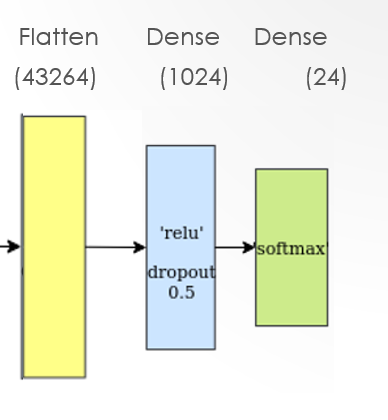 Flatten Dense Dense
(43264) (1024) (24)
'relu'
dropout
0.5
'softmax'